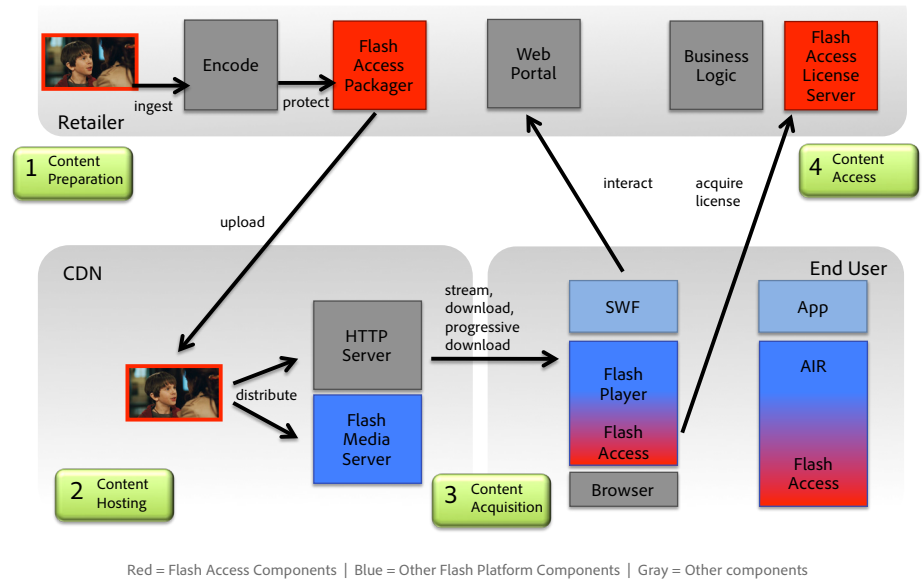 Encode
Flash
Access
Packager
Web
Portal
Business
Logic
Flash
Access
License
Server
ingest
protect
Retailer
1 Content
Preparation
4 Content
Access
interact
acquire
license
upload
CDN
End User
stream,
download,
progressive
download
SWF
App
HTTP
Server
distribute
Flash
Media
Server
Flash
Player
Flash
Access
Browser
AIR
Flash
Access
2 Content
Hosting
3 Content
Acquisition
Red = Flash Access Components | Blue = Other Flash Platform Components | Gray = Other components